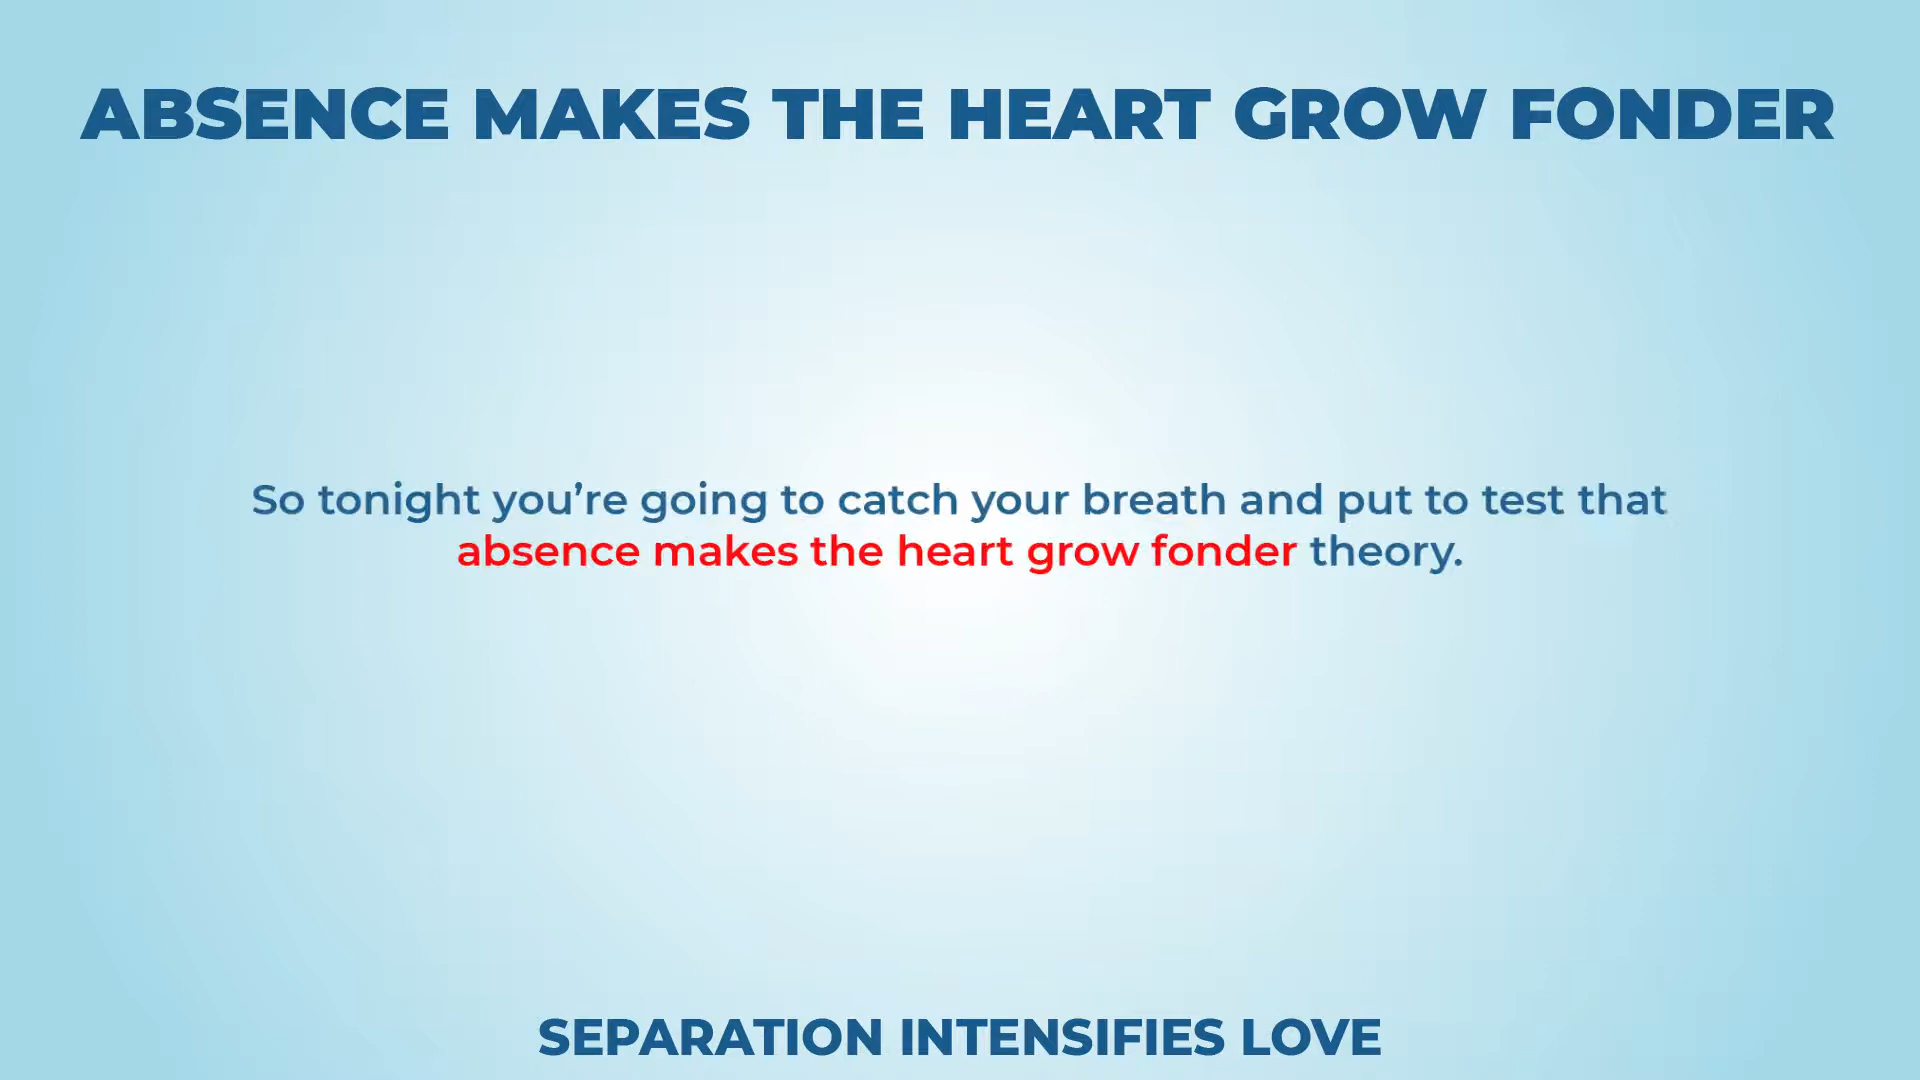 ABSENCE MAKES THE HEART GROW FONDER
So tonight you’re going to catch your breath and put to test that
absence makes the heart grow fonder theory.
SEPARATION INTENSIFIES LOVE